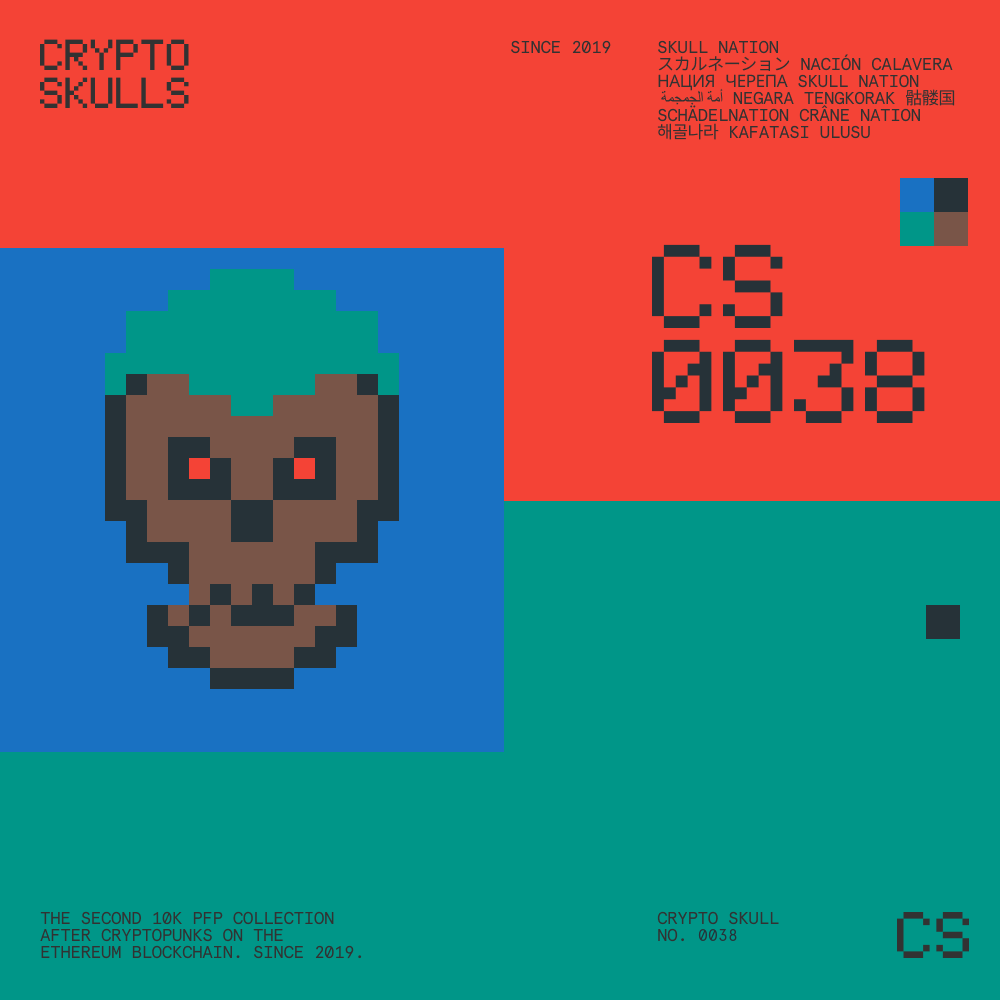 CRYPTO
SKULLS
SINCE 2019
SKULL NATION
スカルネーション NACIÓN CALAVERA
НАЦИЯ ЧЕРЕПА SKULL NATION
أمة الجمجمة NEGARA TENGKORAK 骷髅国
SCHÄDELNATION CRÂNE NATION
해골나라 KAFATASI ULUSU
CS
0038
THE SECOND 10K PFP COLLECTION
AFTER CRYPTOPUNKS ON THE
ETHEREUM BLOCKCHAIN. SINCE 2019.
CRYPTO SKULL
NO. 0038
CS